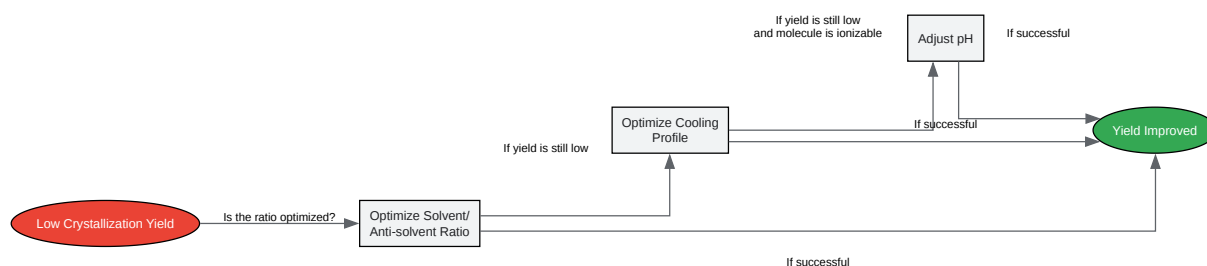 If yield is still low
and molecule is ionizable
Adjust pH
If successful
Optimize Cooling
Profile
If successful
Yield Improved
If yield is still low
Low Crystallization Yield
Is the ratio optimized?
Optimize Solvent/
Anti-solvent Ratio
If successful